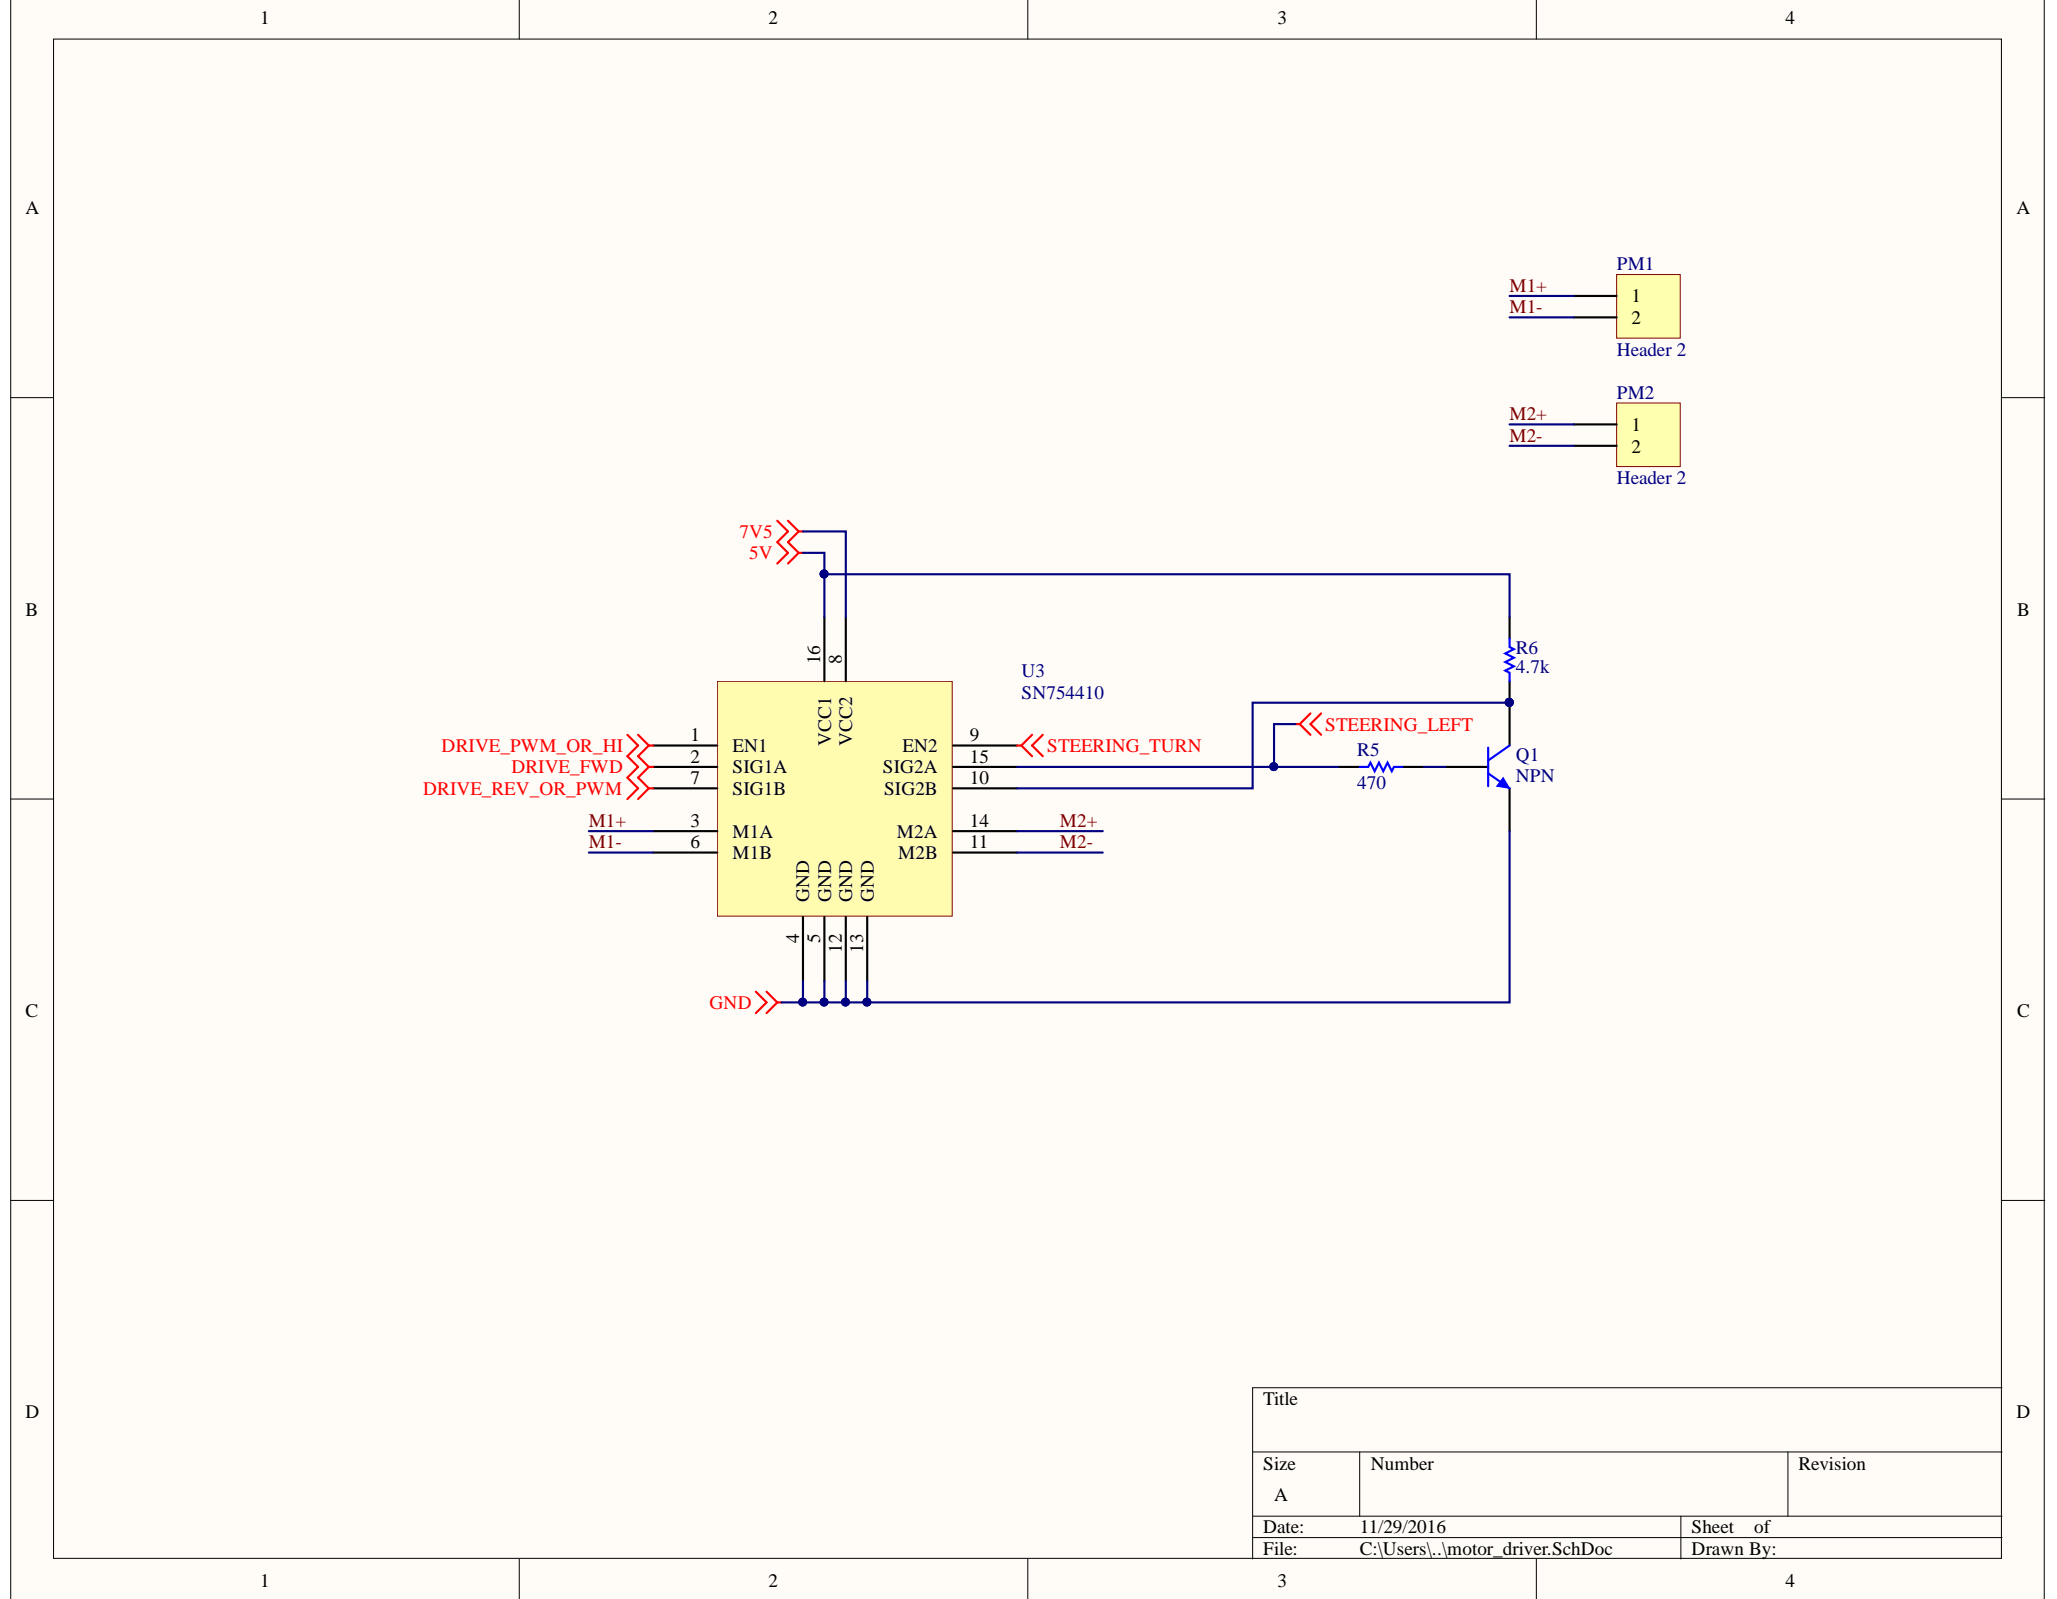 1 2 3 4
A A
PM1
M1+ 1
M1- 2
Header 2
PM2
M2+ 1
M2- 2
Header 2
7V5
5V
B B
16 8
R6
4.7k
U3
SN754410
VCC1 VCC2
STEERING_LEFT
DRIVE_PWM_OR_HI 1 EN1 EN2 9 STEERING_TURN
DRIVE_FWD 2 SIG1A SIG2A 15
DRIVE_REV_OR_PWM 7 SIG1B SIG2B 10
R5
470
Q1
NPN
M1+ 3 M1A M2A 14 M2+
M1- 6 M1B M2B 11 M2-
GND GND GND GND
4 5 12 13
GND
C C
D D
Title
Size Number Revision
A
Date: 11/29/2016 Sheet of
File: C:\Users\..\motor_driver.SchDoc Drawn By:
1 2 3 4